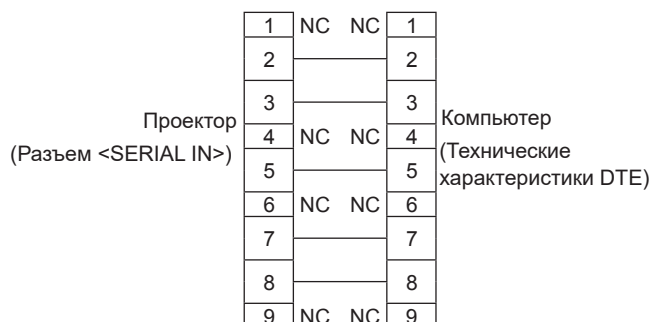 1 NC NC 1
2 2
3 3
Проектор
(Разъем <SERIAL IN>)
4 NC NC 4
Компьютер
(Технические
характеристики DTE)
5 5
6 NC NC 6
7 7
8 8
9 NC NC 9